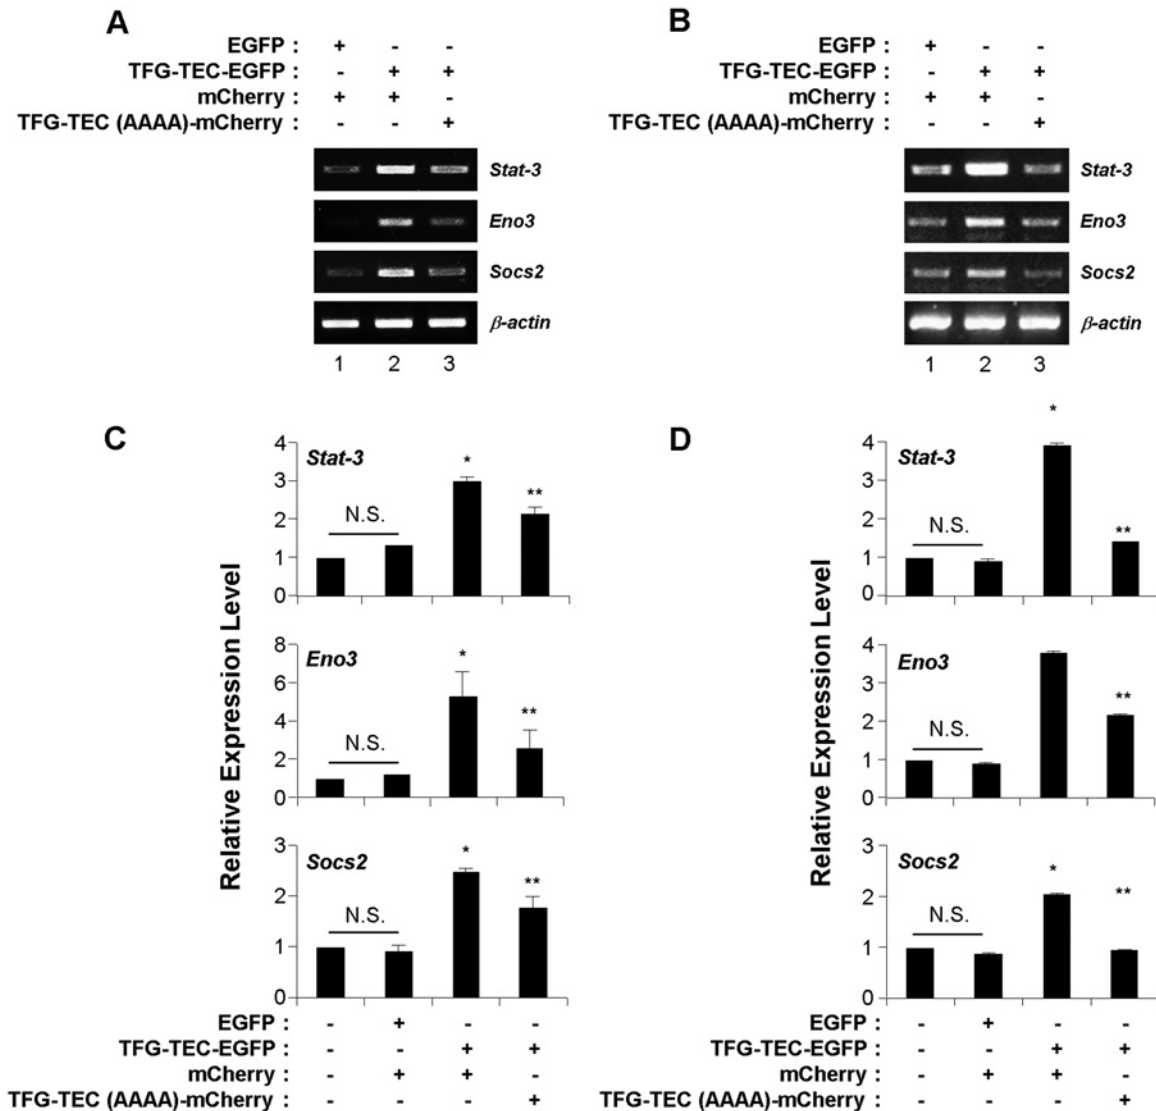 A
EGFP : + - -
TFG-TEC-EGFP : - + +
mCherry : + + -
TFG-TEC (AAAA)-mCherry : - - +
Stat-3
Eno3
Socs2
β-actin
1 2 3
B
EGFP : + - -
TFG-TEC-EGFP : - + +
mCherry : + + -
TFG-TEC (AAAA)-mCherry : - - +
Stat-3
Eno3
Socs2
β-actin
1 2 3
C
Relative Expression Level
Stat-3
4
3
2
1
0
N.S.
*
**
Eno3
8
6
4
2
0
N.S.
*
**
Socs2
3
2
1
0
N.S.
*
**
EGFP : - + - -
TFG-TEC-EGFP : - - + +
mCherry : - + + -
TFG-TEC (AAAA)-mCherry : - - - +
D
Relative Expression Level
Stat-3
4
3
2
1
0
N.S.
*
**
Eno3
4
3
2
1
0
N.S.
**
Socs2
3
2
1
0
N.S.
*
**
EGFP : - + - -
TFG-TEC-EGFP : - - + +
mCherry : - + + -
TFG-TEC (AAAA)-mCherry : - - - +